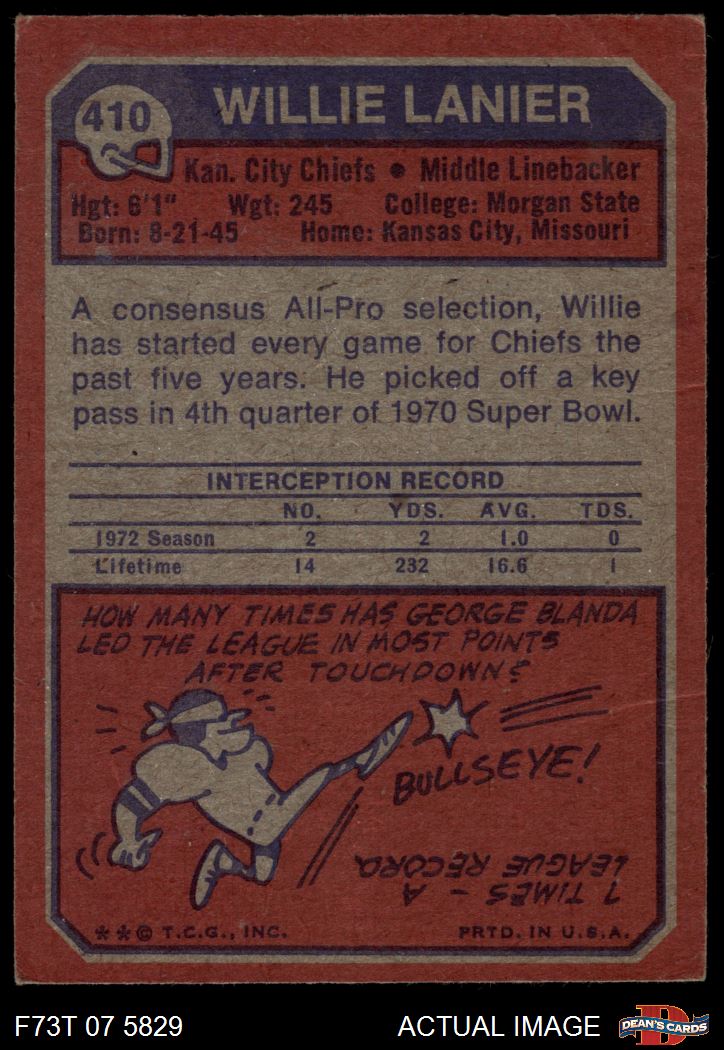 410
WILLIE LANIER
Kan. City Chiefs ● Middle Linebacker
Hgt: 6'1" Wgt: 245 College: Morgan State
Born: 8-21-45 Home: Kansas City, Missouri
A consensus All-Pro selection, Willie
has started every game for Chiefs the
past five years. He picked off a key
pass in 4th quarter of 1970 Super Bowl.
INTERCEPTION RECORD
NO. YDS. AVG. TDS.
1972 Season 2 2 1.0 0
Lifetime 14 232 16.6 1
HOW MANY TIMES HAS GEORGE BLANDA
LED THE LEAGUE IN MOST POINTS
AFTER TOUCHDOWN?
BULLSEYE!
7 TIMES - A
LEAGUE RECORD
**© T.C.G., INC. PRTD. IN U.S.A.
F73T 07 5829 ACTUAL IMAGE D DEAN'S CARDS